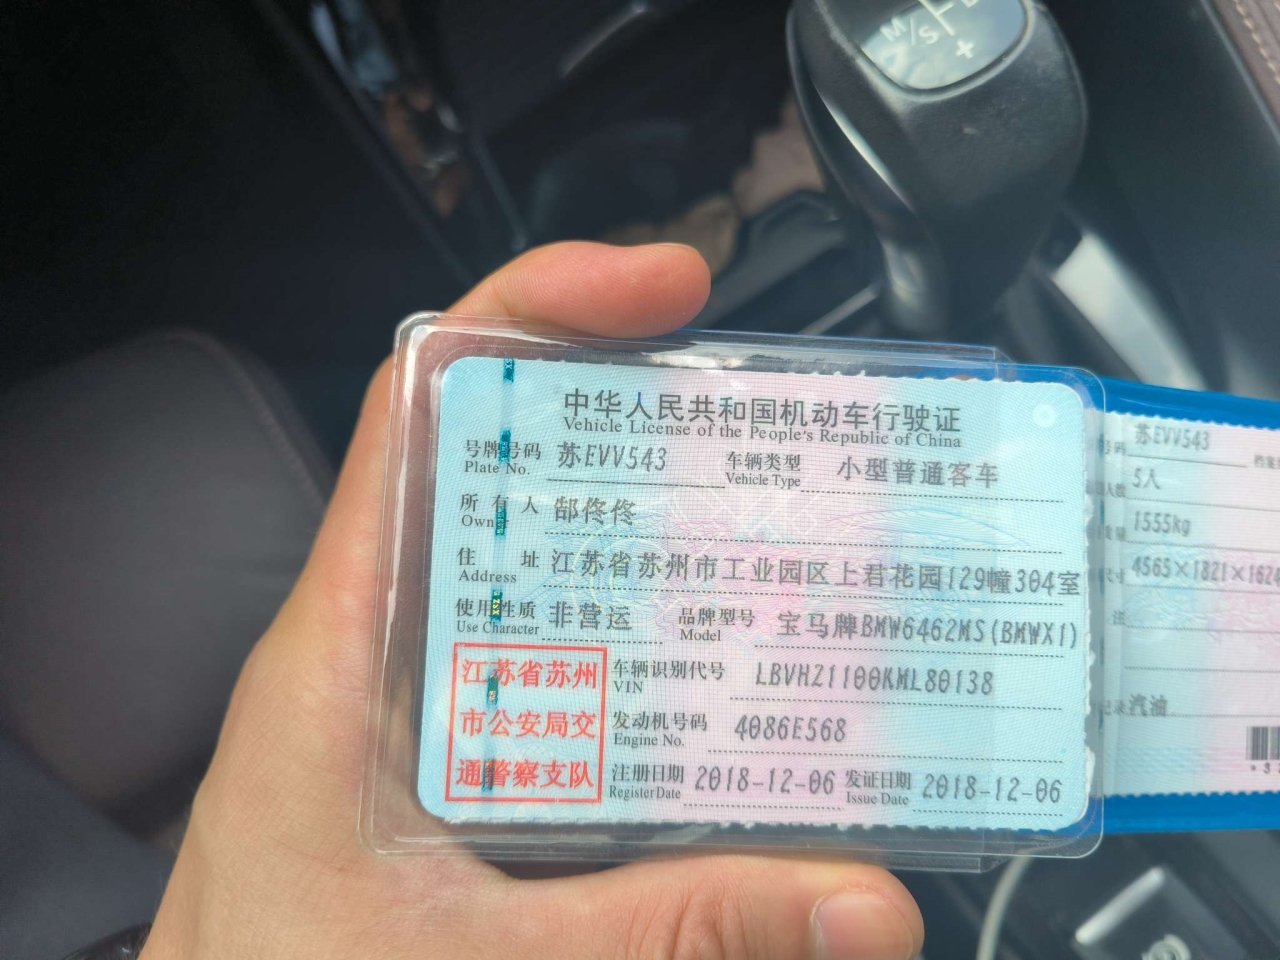 M/S
+
中华人民共和国机动车行驶证
Vehicle License of the People's Republic of China
号牌号码 苏EVV543 车辆类型 小型普通客车
Plate No. Vehicle Type
所有人 郜佟佟
Owner
住址 江苏省苏州市工业园区上君花园129幢304室
Address
使用性质 非营运 品牌型号 宝马牌BMW6462MS(BMWX1)
Use Character Model
江苏省苏州
市公安局交
通警察支队
车辆识别代号 LBVHZ1100KML80138
VIN
发动机号码 4086E568
Engine No.
注册日期 2018-12-06 发证日期 2018-12-06
Register Date Issue Date
苏EVV543
5人
1555kg
4565×1821×1624
汽油